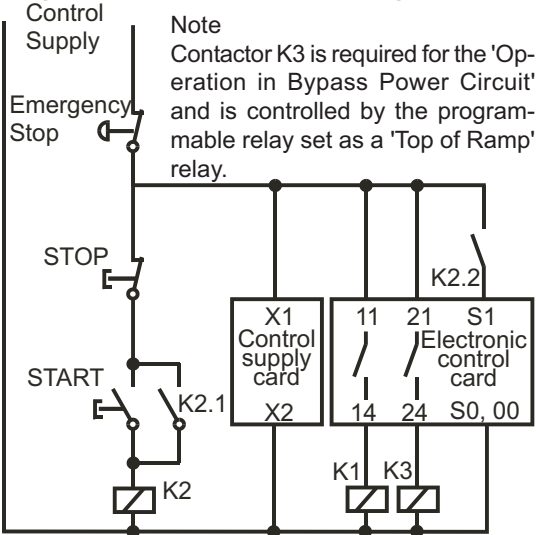 Control
Supply
Note
Contactor K3 is required for the 'Op-
eration in Bypass Power Circuit'
and is controlled by the program-
mable relay set as a 'Top of Ramp'
relay.
Emergency
Stop
STOP
K2.2
X1
11
21
S1
Control
supply
card
Electronic
control
card
START
K2.1
X2
14
24
S0, 00
K2
K1
K3